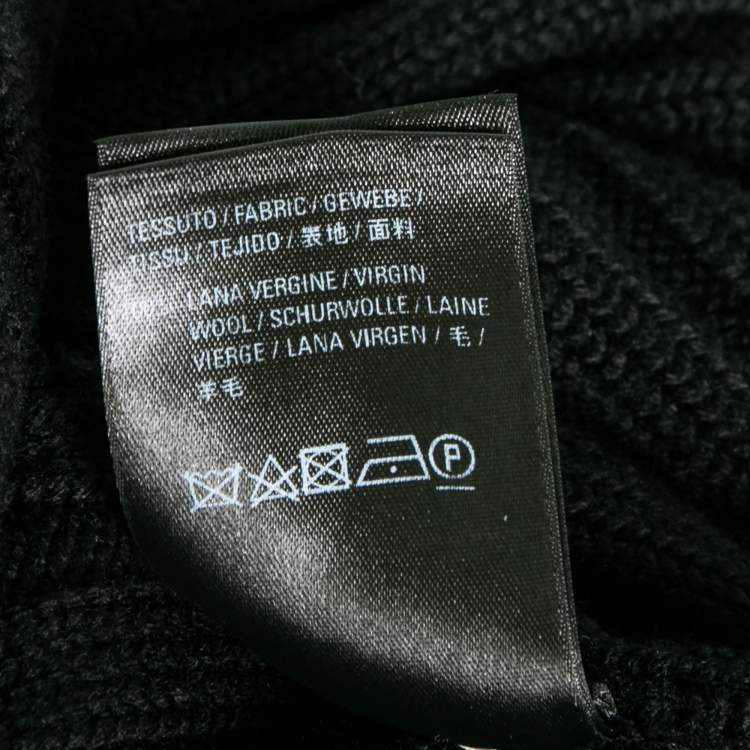 TESSUTO / FABRIC / GEWEBE /
TISSU / TEJIDO / 表地 / 面料
LANA VERGINE / VIRGIN
WOOL / SCHURWOLLE / LAINE
VIERGE / LANA VIRGEN / 毛 /
羊毛
P